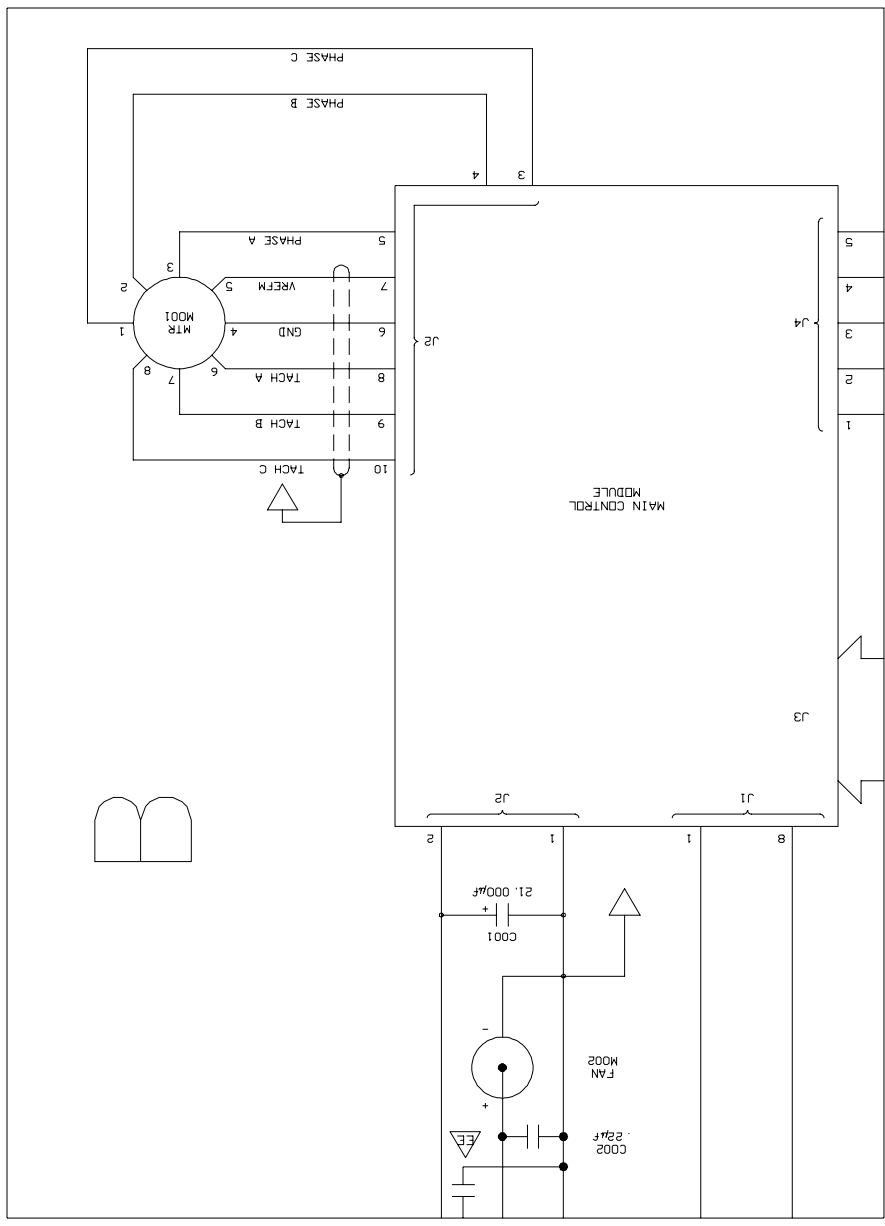 C002
.22µF
EE
+
FAN
M002
-
C001
+
21.000µF
8 1 1 2
J1 J2
J3
MAIN CONTROL
MODULE
10 TACH C
1 9 TACH B
2 8 TACH A 6 7 8
J2
3 6 GND 4 1
J4
MTR
M001
4 7 VREFM 5 2
3
5 5 PHASE A
3 4
PHASE B
PHASE C